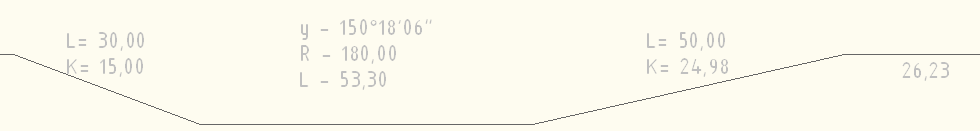 L= 30,00
K= 15,00
y – 150°18'06"
R – 180,00
L – 53,30
L= 50,00
K= 24,98
26,23